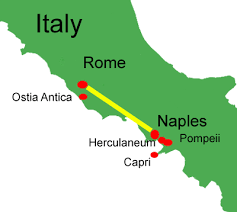 Italy
Rome
Ostia Antica
Naples
Herculaneum
Pompeii
Capri